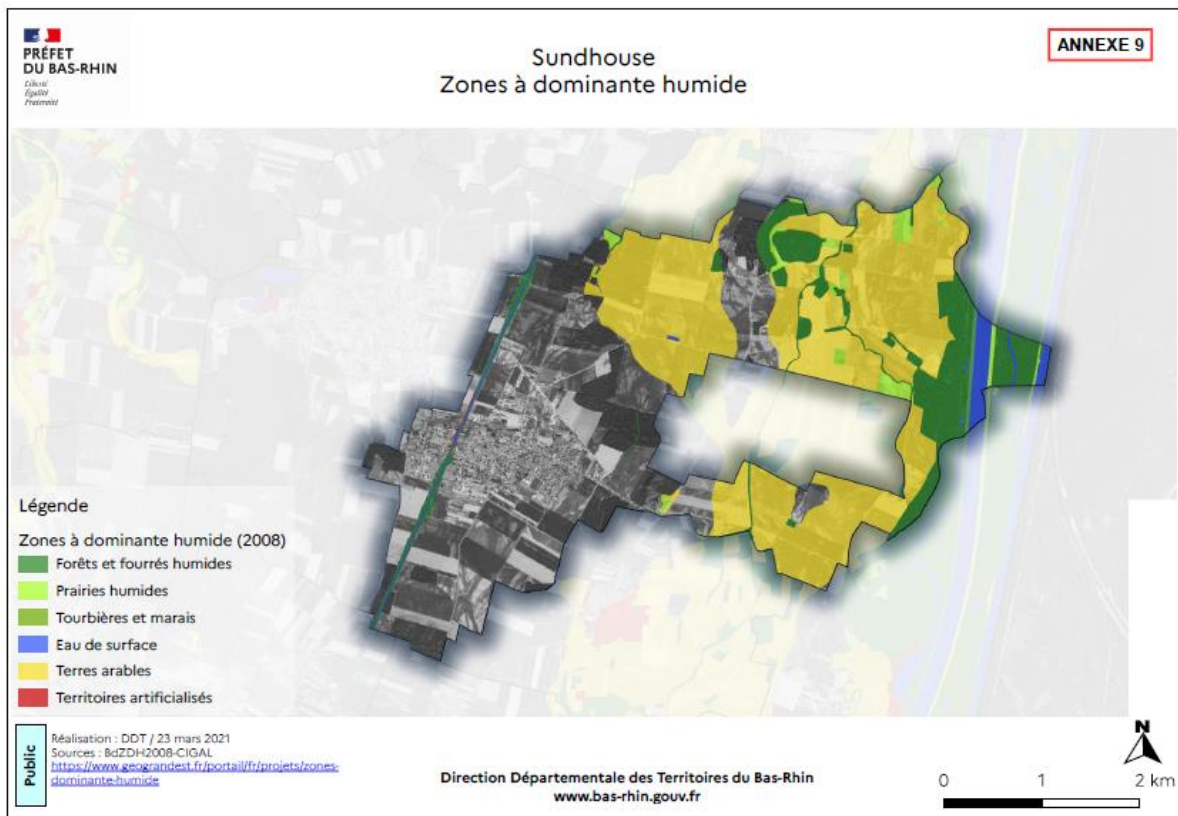 PRÉFET
DU BAS-RHIN
Liberté
Égalité
Fraternité
Sundhouse
Zones à dominante humide
ANNEXE 9
Légende
Zones à dominante humide (2008)
Forêts et fourrés humides
Prairies humides
Tourbières et marais
Eau de surface
Terres arables
Territoires artificialisés
Public
Réalisation : DDT / 23 mars 2021
Sources : BdZDH2008-CIGAL
https://www.geograndest.fr/portail/fr/projets/zones-
dominante-humide
Direction Départementale des Territoires du Bas-Rhin
www.bas-rhin.gouv.fr
N
0 1 2 km